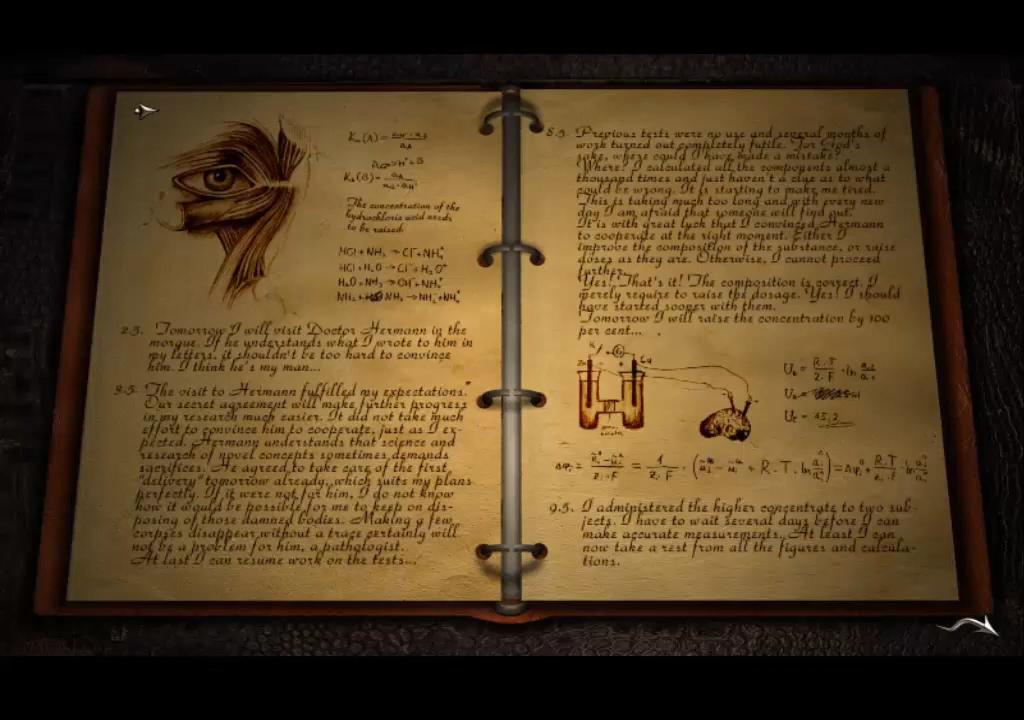 The concentration of the
hydrochloric acid needs
to be raised
HCl + NH₃ → Cl⁻ + NH₄⁺
HCl + H₂O → Cl⁻ + H₃O⁺
2.5. Tomorrow I will visit Doctor Hermann in the
morgue. If he understands what I wrote to him in
my letters, it shouldn't be too hard to convince
him. I think he's my man...
3.5. The visit to Hermann fulfilled my expectations.
Our secret agreement will make further progress
in my research much easier. It did not take much
effort to convince him to cooperate, just as I ex-
pected. Hermann understands that science and
research of novel concepts sometimes demands
sacrifices. He agreed to take care of the first
"delivery" tomorrow already, which suits my plans
perfectly. If it were not for him, I do not know
how it would be possible for me to keep on dis-
posing of those damned bodies. Making a few
corpses disappear without a trace certainly will
not be a problem for him, a pathologist.
At last I can resume work on the tests...
8.5. Previous tests were no use and several months of
work turned out completely futile. For God's
sake, where could I have made a mistake?
Where? I calculated all the components almost a
thousand times and just haven't a clue as to what
could be wrong. It is starting to make me tired.
This is taking much too long and with every new
day I am afraid that someone will find out.
It is with great luck that I convinced Hermann
to cooperate at the right moment. Either I
improve the composition of the substance, or raise
doses as they are. Otherwise, I cannot proceed
further.
Yes! That's it! The composition is correct. I
merely require to raise the dosage. Yes! I should
have started sooner with them.
Tomorrow I will raise the concentration by 100
per cent...
9.5. I administered the higher concentrate to two sub-
jects. I have to wait several days before I can
make accurate measurements. At least I can
now take a rest from all the figures and calcula-
tions.